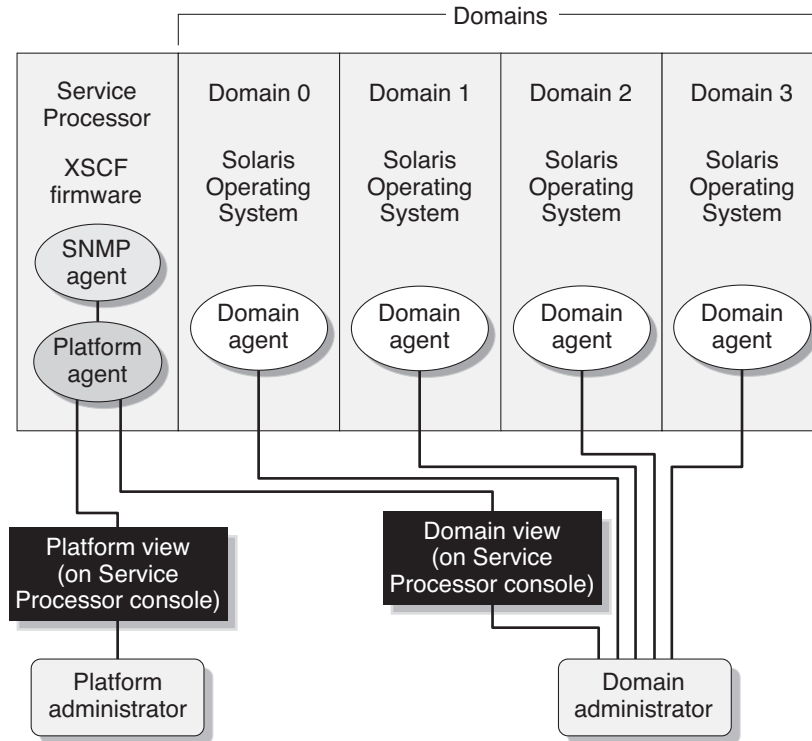 Domains
Service
Processor
XSCF
firmware
SNMP
agent
Platform
agent
Domain 0
Solaris
Operating
System
Domain
agent
Domain 1
Solaris
Operating
System
Domain
agent
Domain 2
Solaris
Operating
System
Domain
agent
Domain 3
Solaris
Operating
System
Domain
agent
Platform view
(on Service
Processor console)
Domain view
(on Service
Processor console)
Platform
administrator
Domain
administrator